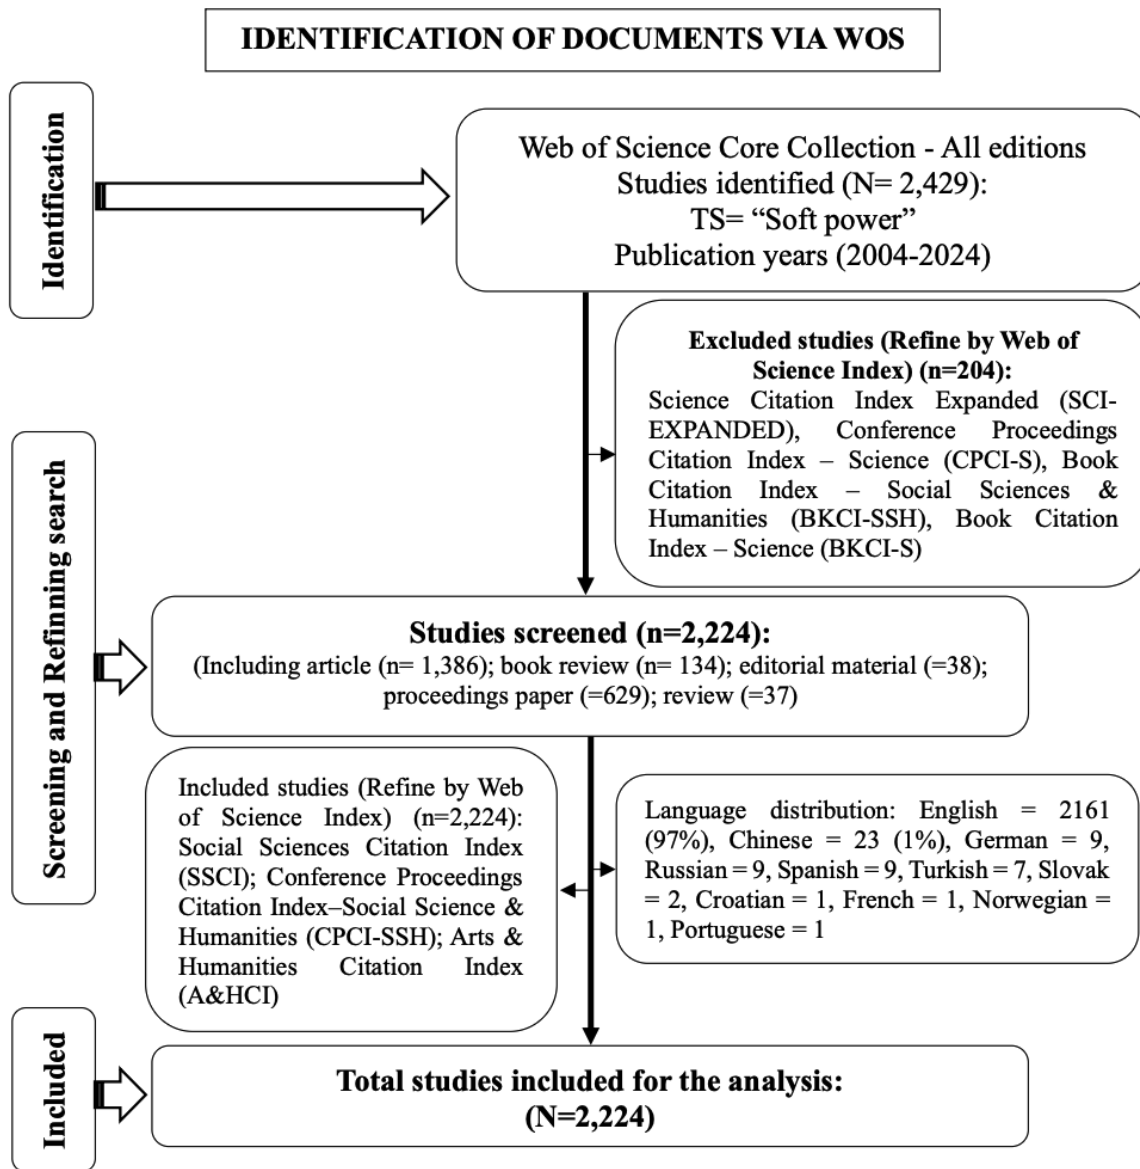 IDENTIFICATION OF DOCUMENTS VIA WOS
Identification
Web of Science Core Collection - All editions
Studies identified (N= 2,429):
TS= “Soft power”
Publication years (2004-2024)
Excluded studies (Refine by Web of
Science Index) (n=204):
Science Citation Index Expanded (SCI-
EXPANDED), Conference Proceedings
Citation Index – Science (CPCI-S), Book
Citation Index – Social Sciences &
Humanities (BKCI-SSH), Book Citation
Index – Science (BKCI-S)
Screening and Refinning search
Studies screened (n=2,224):
(Including article (n= 1,386); book review (n= 134); editorial material (=38);
proceedings paper (=629); review (=37)
Included studies (Refine by Web
of Science Index) (n=2,224):
Social Sciences Citation Index
(SSCI); Conference Proceedings
Citation Index–Social Science &
Humanities (CPCI-SSH); Arts &
Humanities Citation Index
(A&HCI)
Language distribution: English = 2161
(97%), Chinese = 23 (1%), German = 9,
Russian = 9, Spanish = 9, Turkish = 7, Slovak
= 2, Croatian = 1, French = 1, Norwegian =
1, Portuguese = 1
Included
Total studies included for the analysis:
(N=2,224)